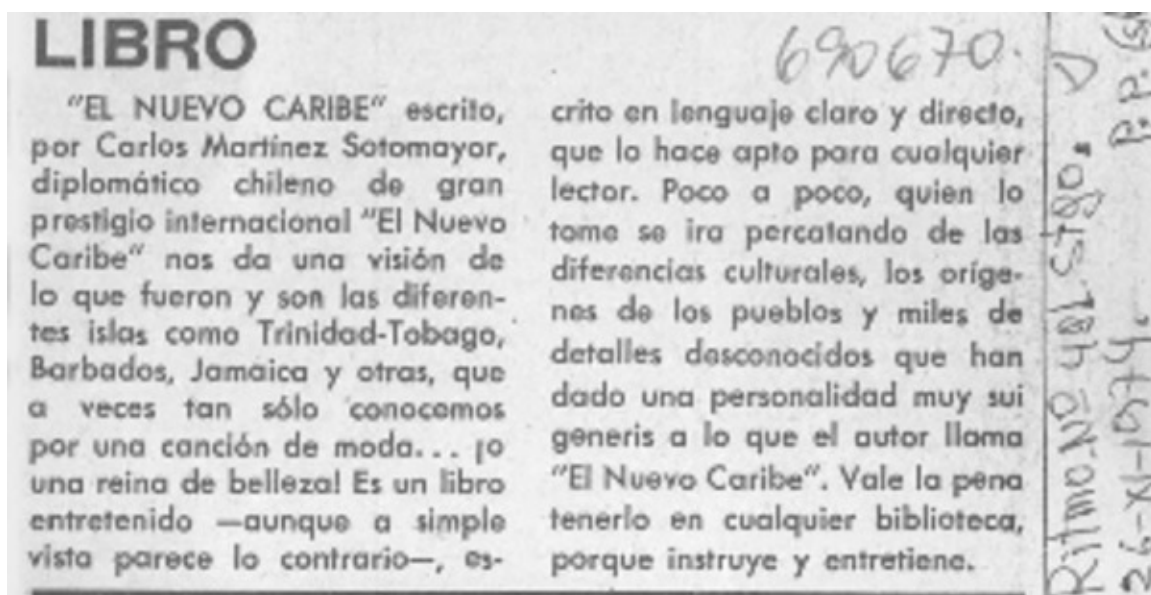 LIBRO
690670.
"EL NUEVO CARIBE" escrito,
por Carlos Martínez Sotomayor,
diplomático chileno de gran
prestigio internacional "El Nuevo
Caribe" nos da una visión de
lo que fueron y son las diferen-
tes islas como Trinidad-Tobago,
Barbados, Jamaica y otras, que
a veces tan sólo conocemos
por una canción de moda... ¡o
una reina de belleza! Es un libro
entretenido —aunque a simple
vista parece lo contrario—, es-
crito en lenguaje claro y directo,
que lo hace apto para cualquier
lector. Poco a poco, quien lo
tome se ira percatando de las
diferencias culturales, los oríge-
nes de los pueblos y miles de
detalles desconocidos que han
dado una personalidad muy sui
generis a lo que el autor llama
"El Nuevo Caribe". Vale la pena
tenerlo en cualquier biblioteca,
porque instruye y entretiene.
Ritmo. Nº 481. STgo.
26-XI-1974. P.P.